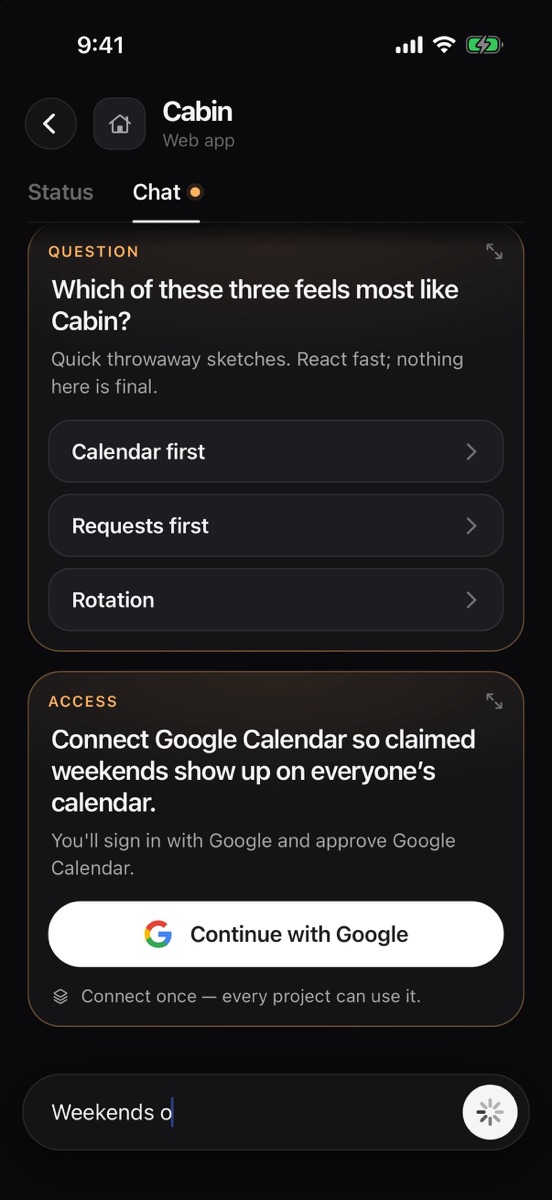 9:41
Cabin
Web app
Status
Chat
QUESTION
Which of these three feels most like
Cabin?
Quick throwaway sketches. React fast; nothing
here is final.
Calendar first
Requests first
Rotation
ACCESS
Connect Google Calendar so claimed
weekends show up on everyone’s
calendar.
You'll sign in with Google and approve Google
Calendar.
Continue with Google
Connect once — every project can use it.
Weekends o